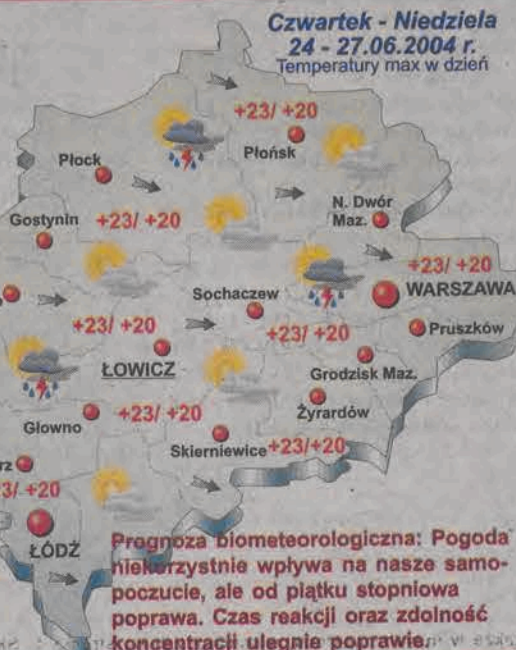 Czwartek - Niedziela
24 - 27.06.2004 r.
Temperatury max w dzień
+23/ +20
Płońsk
Płock
N. Dwór
Maz.
Gostynin
+23/ +20
+23/ +20
WARSZAWA
Sochaczew
+23/ +20
+23/ +20
Pruszków
ŁOWICZ
Grodzisk Maz.
Głowno
+23/ +20
Żyrardów
Skierniewice
+23/+20
rz
3/ +20
ŁÓDŹ
Prognoza biometeorologiczna: Pogoda
niekorzystnie wpływa na nasze samo-
poczucie, ale od piątku stopniowa
poprawa. Czas reakcji oraz zdolność
koncentracji ulegnie poprawie.